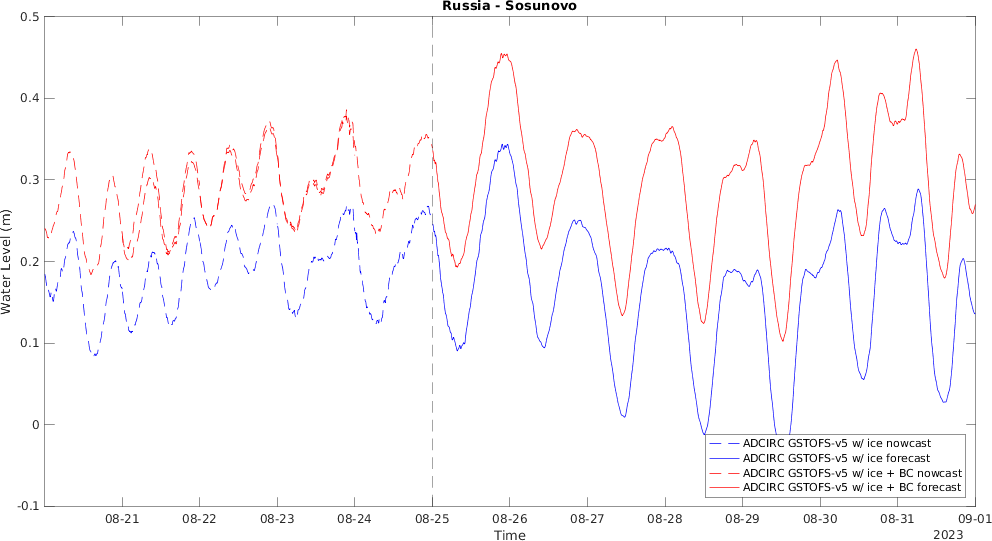 Russia - Sosunovo
0.5
0.4
0.3
0.2
0.1
0
-0.1
Water Level (m)
08-21 08-22 08-23 08-24 08-25 08-26 08-27 08-28 08-29 08-30 08-31 09-01
Time
2023
ADCIRC GSTOFS-v5 w/ ice nowcast
ADCIRC GSTOFS-v5 w/ ice forecast
ADCIRC GSTOFS-v5 w/ ice + BC nowcast
ADCIRC GSTOFS-v5 w/ ice + BC forecast